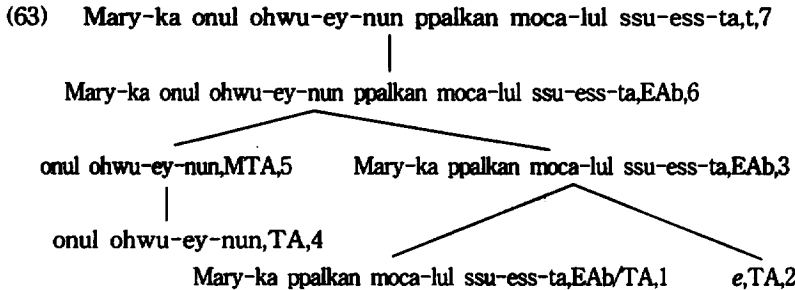 (63) Mary-ka onul ohwu-ey-nun ppalkan moca-lul ssu-ess-ta,t,7
Mary-ka onul ohwu-ey-nun ppalkan moca-lul ssu-ess-ta,EAb,6
onul ohwu-ey-nun,MTA,5 Mary-ka ppalkan moca-lul ssu-ess-ta,EAb,3
onul ohwu-ey-nun,TA,4
Mary-ka ppalkan moca-lul ssu-ess-ta,EAb/TA,1 e,TA,2